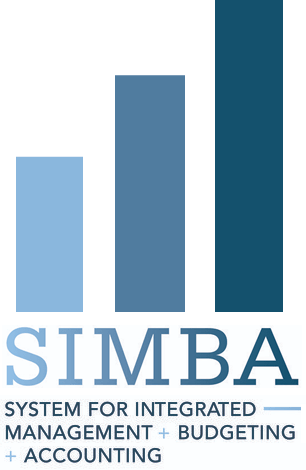 SIMBA
SYSTEM FOR INTEGRATED
MANAGEMENT + BUDGETING
+ ACCOUNTING